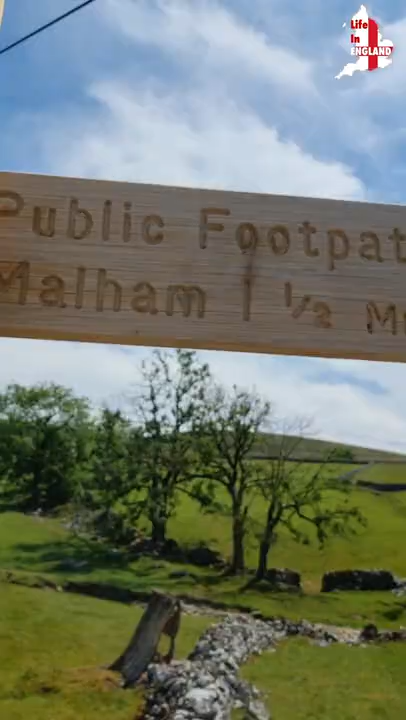 Life
In
ENGLAND
Public Footpat
Malham | 1/2 M